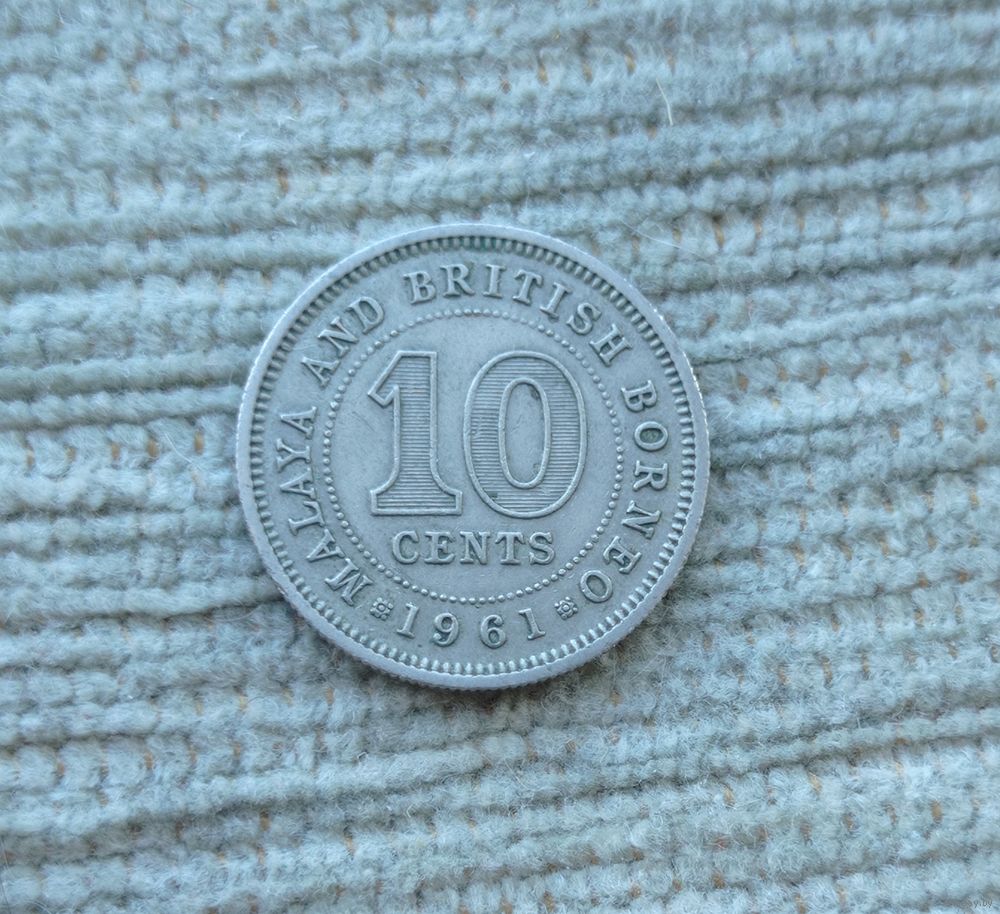 MALAYA AND BRITISH BORNEO
10
CENTS
1961